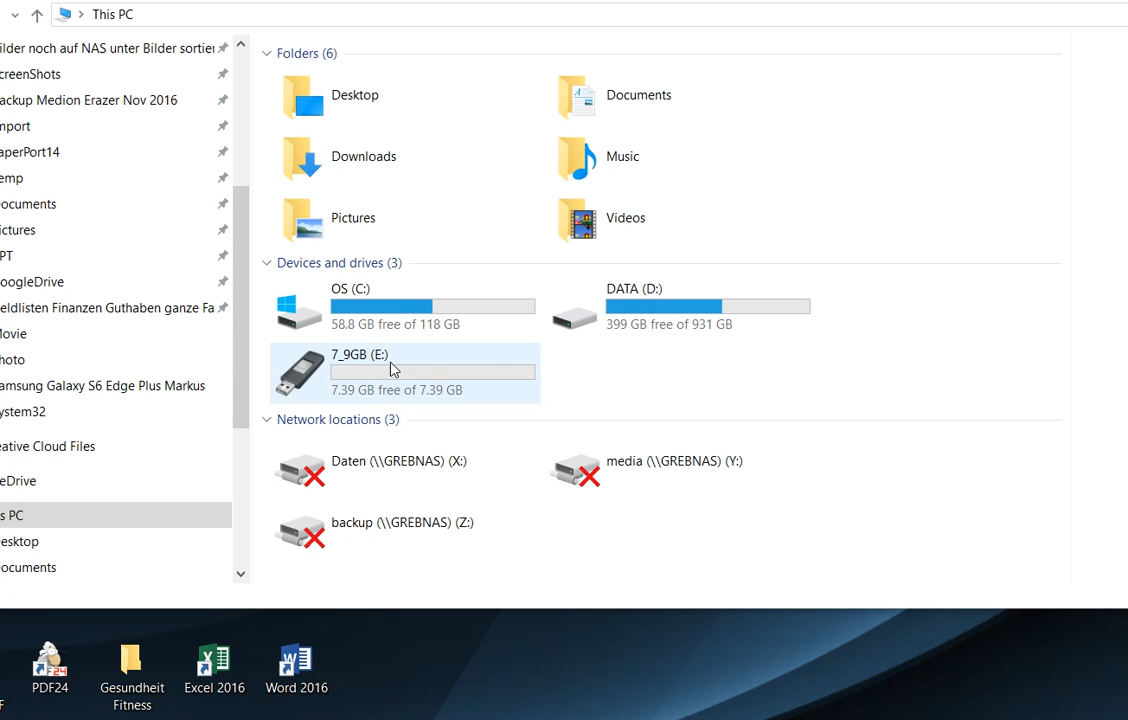 This PC
ilder noch auf NAS unter Bilder sortier
creenShots
ackup Medion Erazer Nov 2016
mport
aperPort14
emp
ocuments
ictures
PT
oogleDrive
eldlisten Finanzen Guthaben ganze Fa
Movie
hoto
amsung Galaxy S6 Edge Plus Markus
ystem32
eative Cloud Files
eDrive
s PC
esktop
ocuments
Folders (6)
Desktop
Documents
Downloads
Music
Pictures
Videos
Devices and drives (3)
OS (C:)
58.8 GB free of 118 GB
DATA (D:)
399 GB free of 931 GB
7_9GB (E:)
7.39 GB free of 7.39 GB
Network locations (3)
Daten (\\GREBNAS) (X:)
media (\\GREBNAS) (Y:)
backup (\\GREBNAS) (Z:)
F
PDF24
Gesundheit
Fitness
Excel 2016
Word 2016